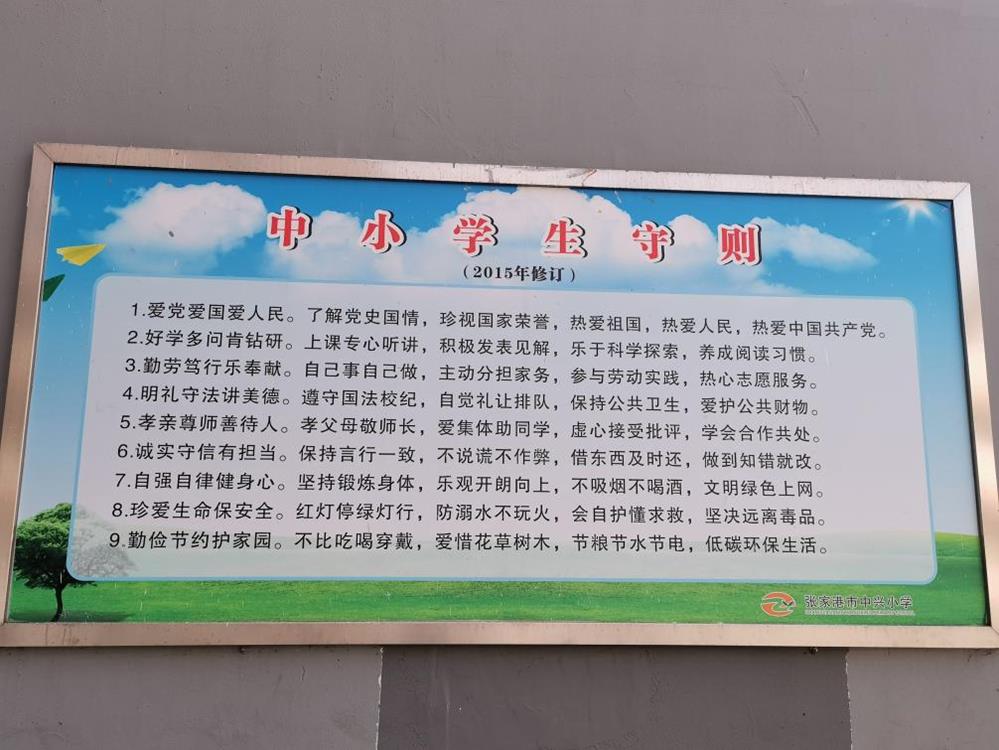 中小学生守则
（2015年修订）
1.爱党爱国爱人民。了解党史国情，珍视国家荣誉，热爱祖国，热爱人民，热爱中国共产党。
2.好学多问肯钻研。上课专心听讲，积极发表见解，乐于科学探索，养成阅读习惯。
3.勤劳笃行乐奉献。自己事自己做，主动分担家务，参与劳动实践，热心志愿服务。
4.明礼守法讲美德。遵守国法校纪，自觉礼让排队，保持公共卫生，爱护公共财物。
5.孝亲尊师善待人。孝父母敬师长，爱集体助同学，虚心接受批评，学会合作共处。
6.诚实守信有担当。保持言行一致，不说谎不作弊，借东西及时还，做到知错就改。
7.自强自律健身心。坚持锻炼身体，乐观开朗向上，不吸烟不喝酒，文明绿色上网。
8.珍爱生命保安全。红灯停绿灯行，防溺水不玩火，会自护懂求救，坚决远离毒品。
9.勤俭节约护家园。不比吃喝穿戴，爱惜花草树木，节粮节水节电，低碳环保生活。
张家港市中兴小学